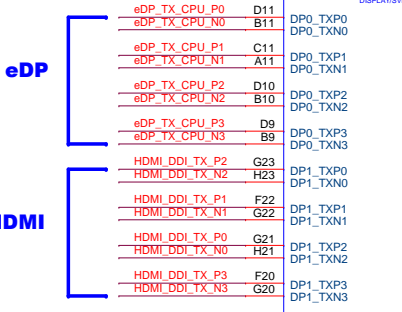 DISPLAY/SV
eDP_TX_CPU_P0 D11 DP0_TXP0
eDP_TX_CPU_N0 B11 DP0_TXN0
eDP_TX_CPU_P1 C11 DP0_TXP1
eDP_TX_CPU_N1 A11 DP0_TXN1
eDP
eDP_TX_CPU_P2 D10 DP0_TXP2
eDP_TX_CPU_N2 B10 DP0_TXN2
eDP_TX_CPU_P3 D9 DP0_TXP3
eDP_TX_CPU_N3 B9 DP0_TXN3
HDMI_DDI_TX_P2 G23 DP1_TXP0
HDMI_DDI_TX_N2 H23 DP1_TXN0
HDMI_DDI_TX_P1 F22 DP1_TXP1
HDMI_DDI_TX_N1 G22 DP1_TXN1
HDMI
HDMI_DDI_TX_P0 G21 DP1_TXP2
HDMI_DDI_TX_N0 H21 DP1_TXN2
HDMI_DDI_TX_P3 F20 DP1_TXP3
HDMI_DDI_TX_N3 G20 DP1_TXN3